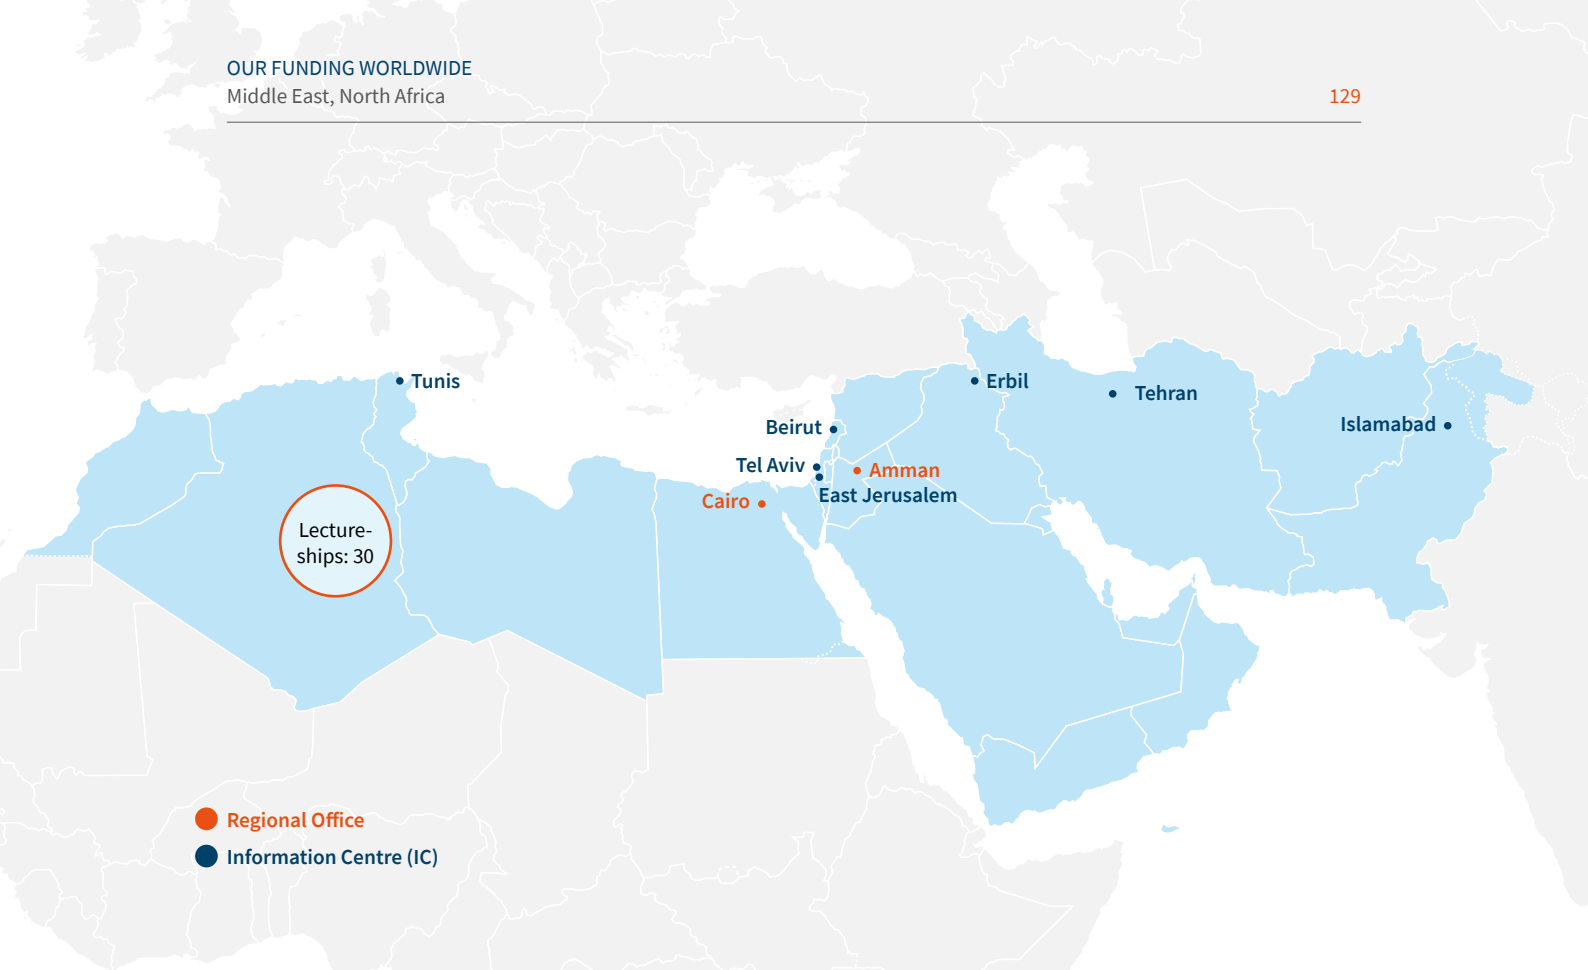 OUR FUNDING WORLDWIDE
Middle East, North Africa
129
Tunis
Erbil
Tehran
Beirut
Islamabad
Tel Aviv
Amman
Cairo
East Jerusalem
Lecture-
ships: 30
Regional Office
Information Centre (IC)